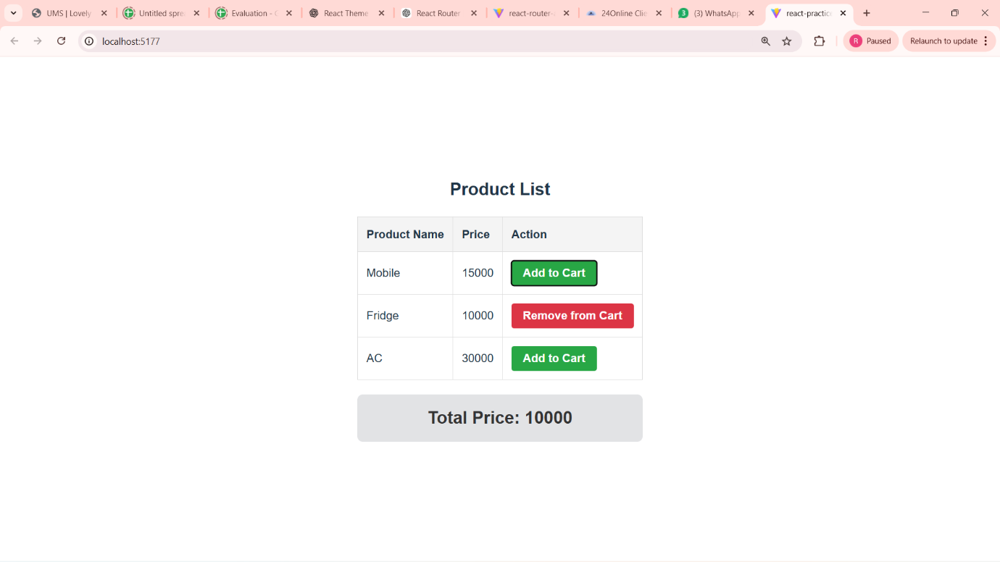 UMS | Lovely
Untitled spre
Evaluation - G
React Theme
React Router
react-router-
24Online Clie
3
(3) WhatsApp
react-practice
localhost:5177
R
Paused
Relaunch to update
Product List
Product Name Price Action
Mobile 15000 Add to Cart
Fridge 10000 Remove from Cart
AC 30000 Add to Cart
Total Price: 10000